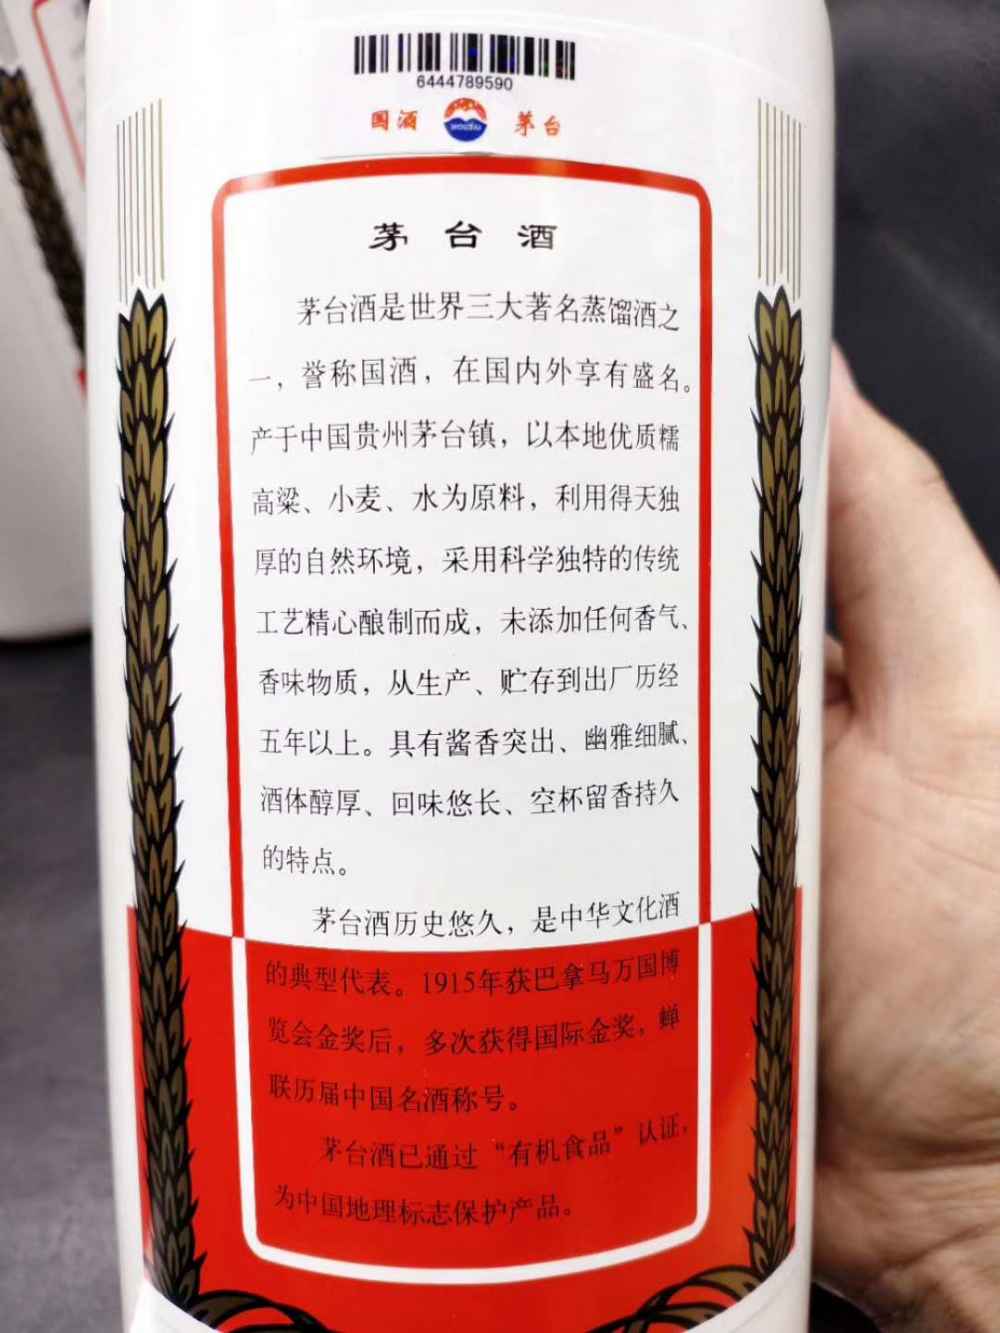 6444789590
国酒 茅台
茅台酒
茅台酒是世界三大著名蒸馏酒之
一，誉称国酒，在国内外享有盛名。
产于中国贵州茅台镇，以本地优质糯
高粱、小麦、水为原料，利用得天独
厚的自然环境，采用科学独特的传统
工艺精心酿制而成，未添加任何香气、
香味物质，从生产、贮存到出厂历经
五年以上。具有酱香突出、幽雅细腻、
酒体醇厚、回味悠长、空杯留香持久
的特点。
茅台酒历史悠久，是中华文化酒
的典型代表。1915年获巴拿马万国博
览会金奖后，多次获得国际金奖，蝉
联历届中国名酒称号。
茅台酒已通过“有机食品”认证，
为中国地理标志保护产品。